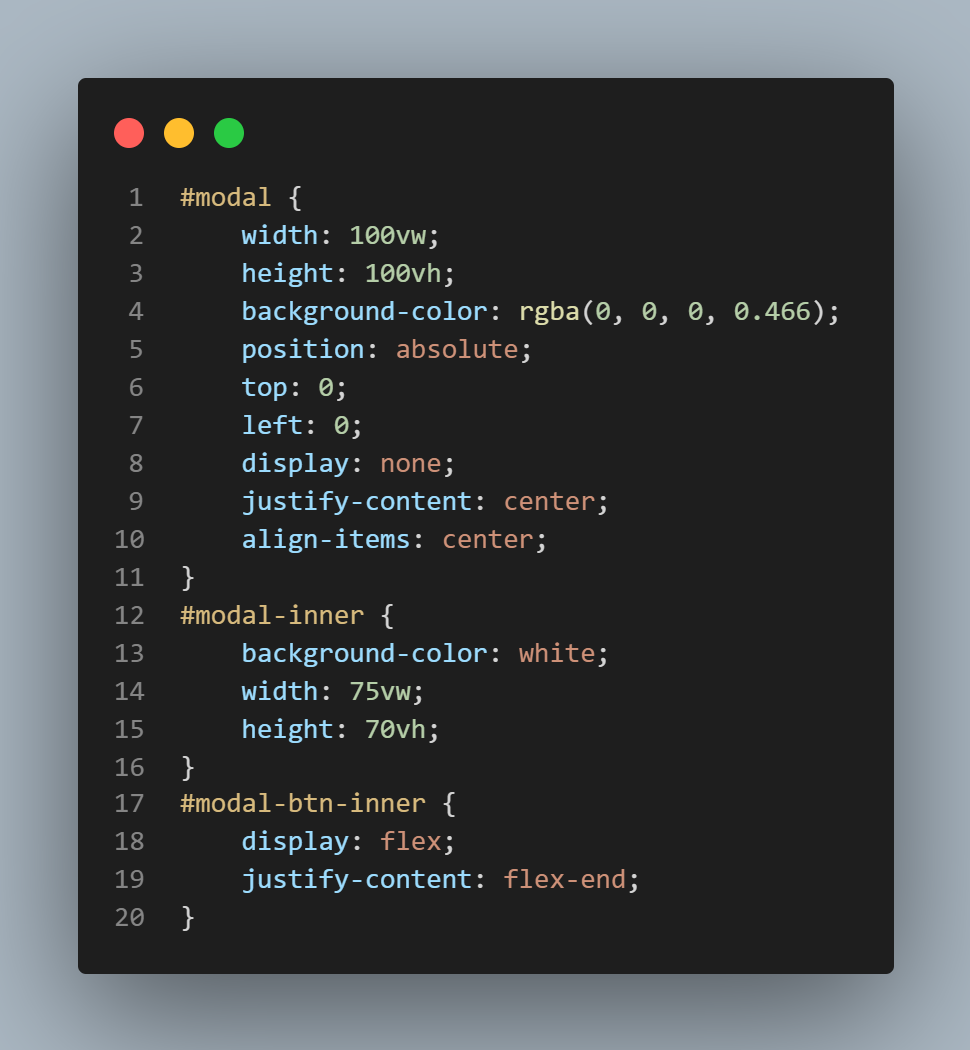 1 #modal {
2     width: 100vw;
3     height: 100vh;
4     background-color: rgba(0, 0, 0, 0.466);
5     position: absolute;
6     top: 0;
7     left: 0;
8     display: none;
9     justify-content: center;
10     align-items: center;
11 }
12 #modal-inner {
13     background-color: white;
14     width: 75vw;
15     height: 70vh;
16 }
17 #modal-btn-inner {
18     display: flex;
19     justify-content: flex-end;
20 }